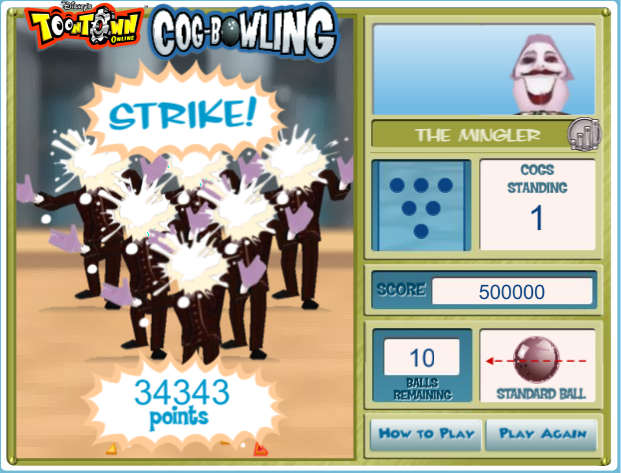 Disney's
TOONTOWN
ONLINE
COG-BOWLING
STRIKE!
34343
points
THE MINGLER
COGS
STANDING
1
SCORE
500000
10
BALLS
REMAINING
STANDARD BALL
HOW TO PLAY
PLAY AGAIN